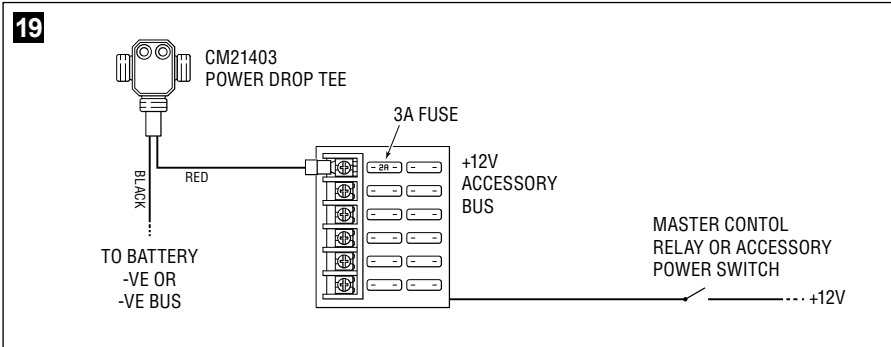 19
CM21403
POWER DROP TEE
3A FUSE
- 2A -
+12V
ACCESSORY
BUS
RED
BLACK
TO BATTERY
-VE OR
-VE BUS
MASTER CONTOL
RELAY OR ACCESSORY
POWER SWITCH
+12V